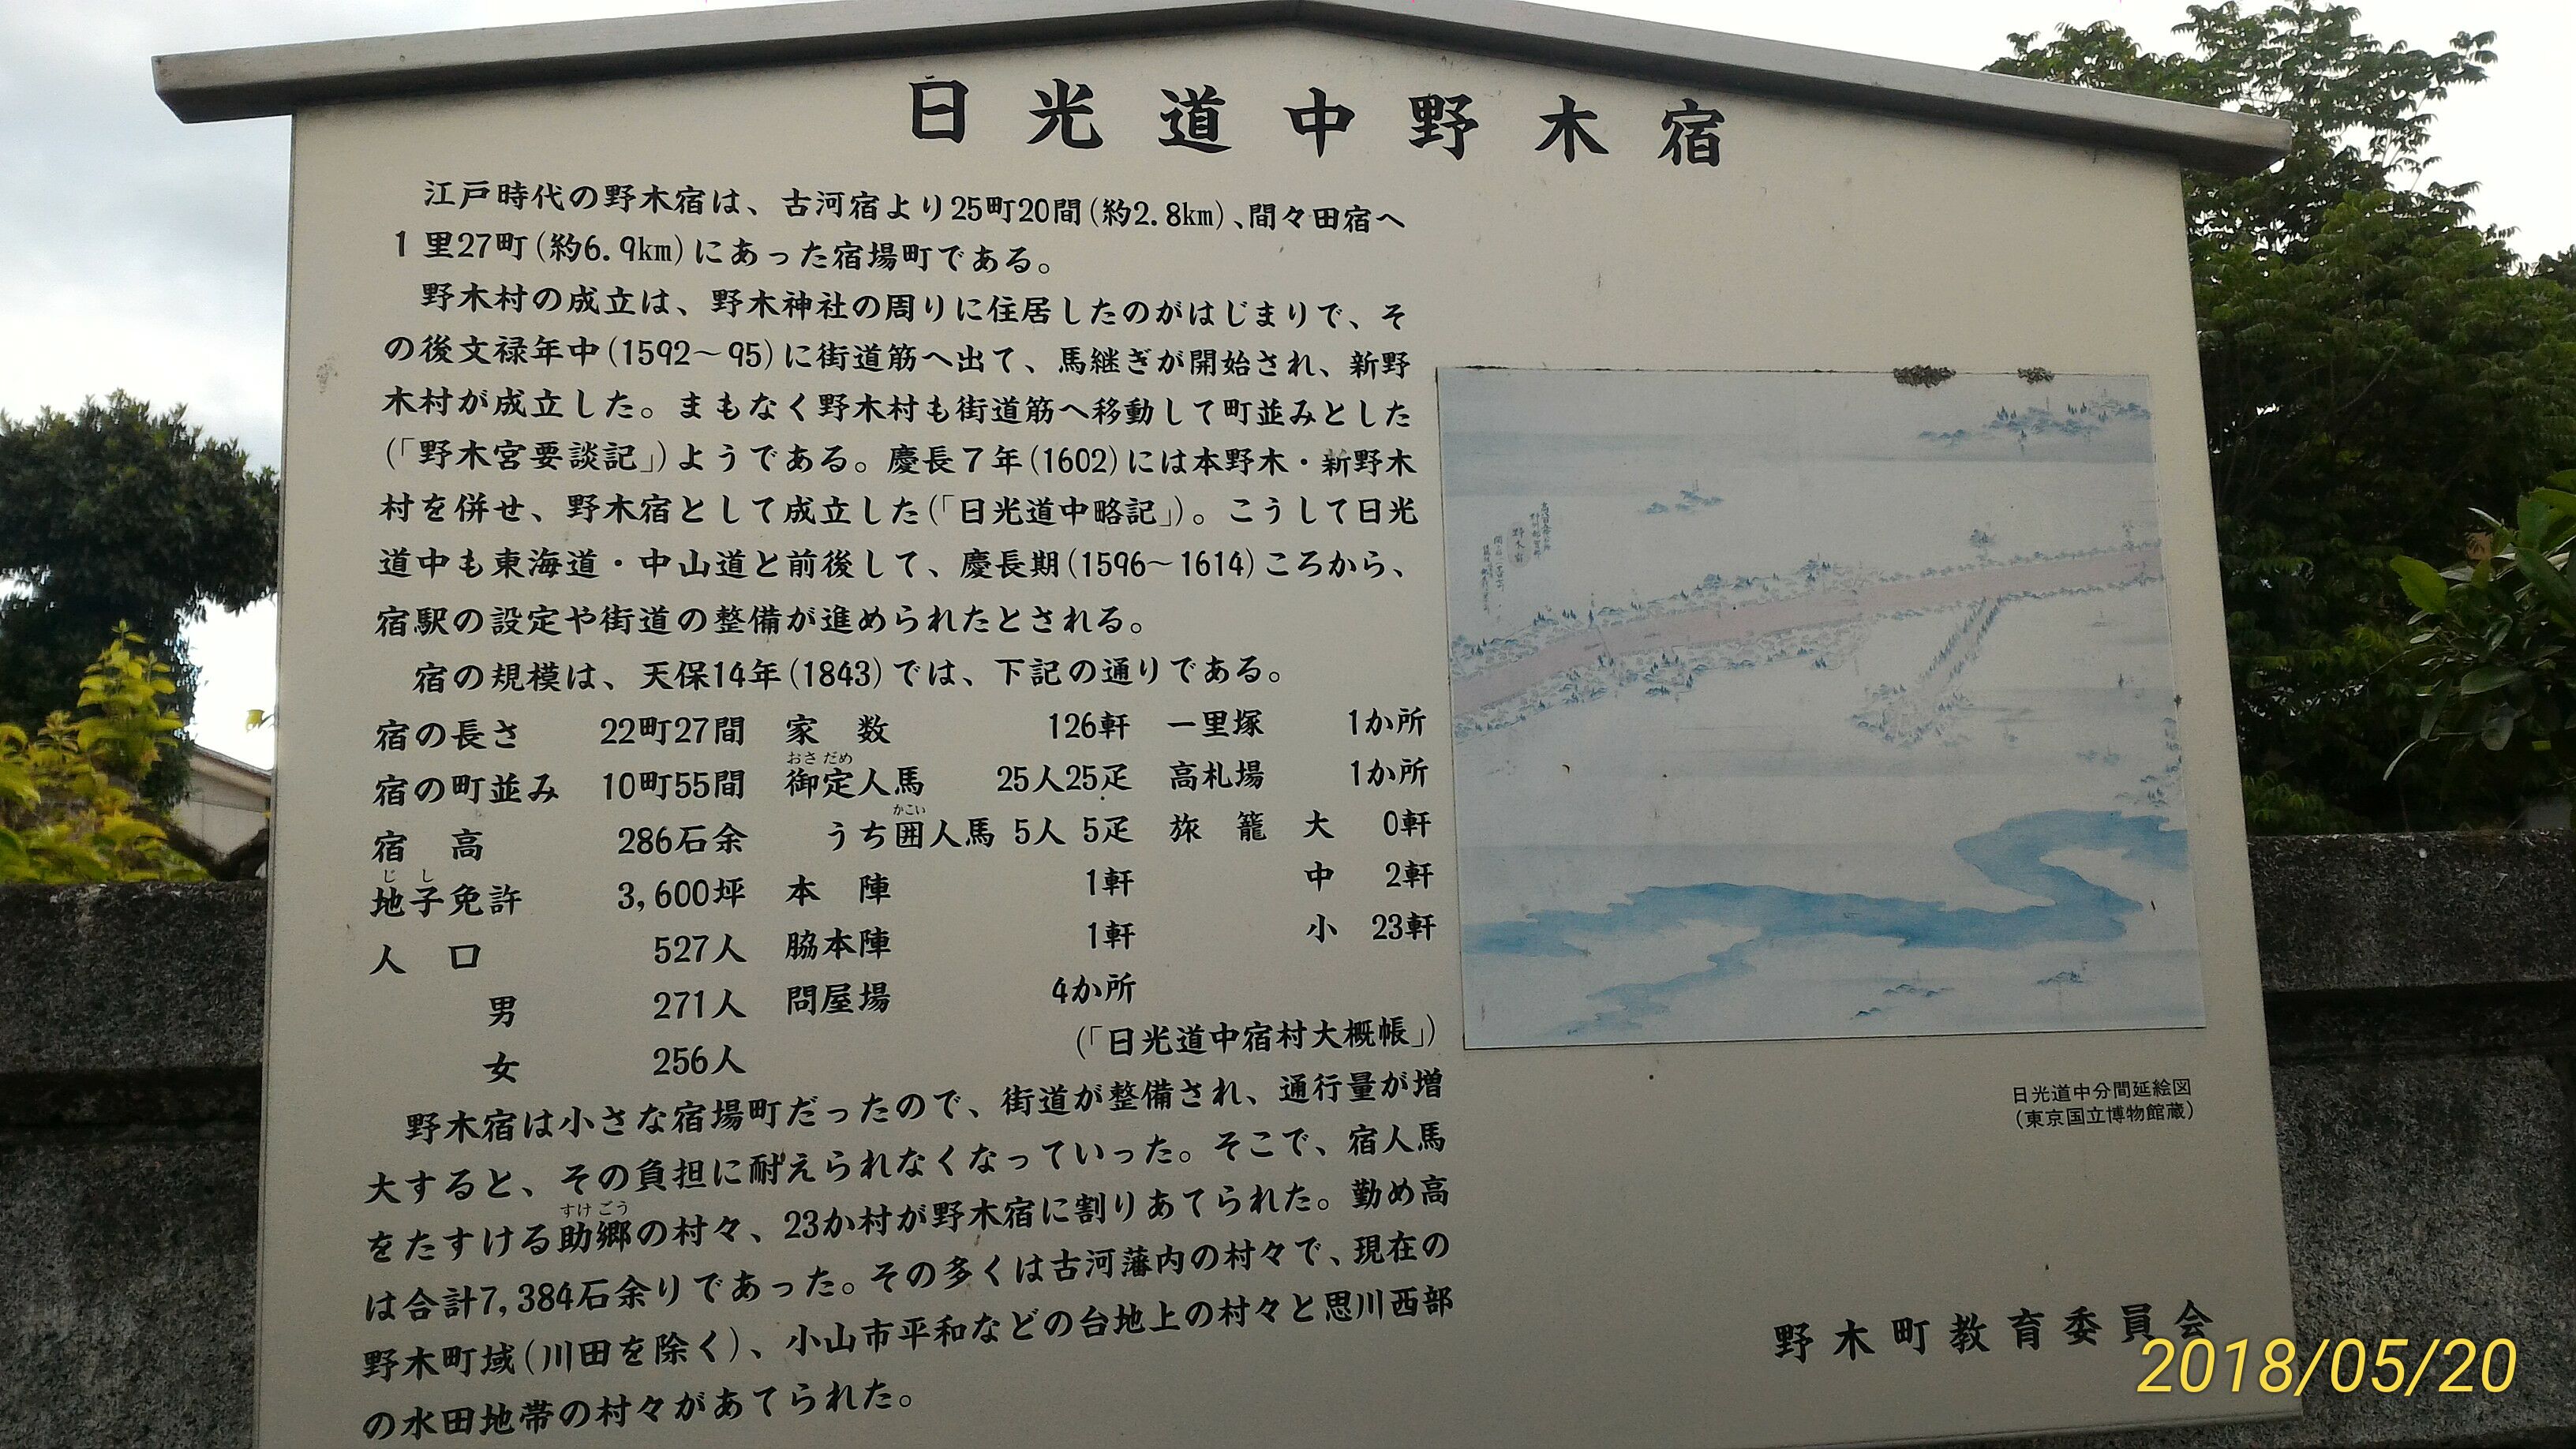 日光道中野木宿
江戸時代の野木宿は、古河宿より25町20間(約2.8km)、間々田宿へ
1里27町(約6.9km)にあった宿場町である。
野木村の成立は、野木神社の周りに住居したのがはじまりで、そ
の後文禄年中(1592～95)に街道筋へ出て、馬継ぎが開始され、新野
木村が成立した。まもなく野木村も街道筋へ移動して町並みとした
(「野木宮要談記」)ようである。慶長7年(1602)には本野木・新野木
村を併せ、野木宿として成立した(「日光道中略記」)。こうして日光
道中も東海道・中山道と前後して、慶長期(1596～1614)ころから、
宿駅の設定や街道の整備が進められたとされる。
宿の規模は、天保14年(1843)では、下記の通りである。
宿の長さ 22町27間 家数 126軒 一里塚 1か所
おさだめ
宿の町並み 10町55間 御定人馬 25人25疋 高札場 1か所
かこい
宿高 286石余 うち囲人馬 5人 5疋 旅籠 大 0軒
じし
地子免許 3,600坪 本陣 1軒 中 2軒
人口 527人 脇本陣 1軒 小 23軒
男 271人 問屋場 4か所
女 256人 (「日光道中宿村大概帳」)
野木宿は小さな宿場町だったので、街道が整備され、通行量が増
大すると、その負担に耐えられなくなっていった。そこで、宿人馬
すけごう
をたすける助郷の村々、23か村が野木宿に割りあてられた。勤め高
は合計7,384石余りであった。その多くは古河藩内の村々で、現在の
野木町域(川田を除く)、小山市平和などの台地上の村々と思川西部
の水田地帯の村々があてられた。
野木宿
日光道中分間延絵図
(東京国立博物館蔵)
野木町教育委員会
2018/05/20